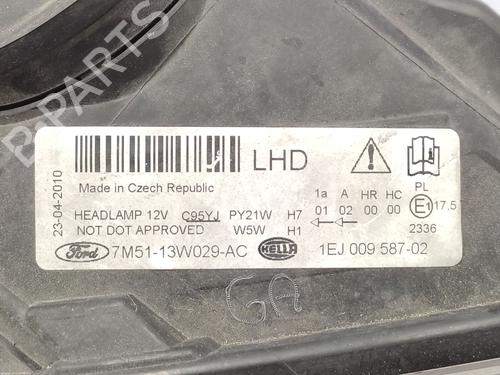 B-PARTS
LHD
Made in Czech Republic
23-04-2010
HEADLAMP 12V C95YJ PY21W H7
NOT DOT APPROVED W5W H1
1a A HR HC PL
01 02 00 00 E1 17,5
2336
Ford 7M51-13W029-AC HELLA 1EJ 009 587-02
GA